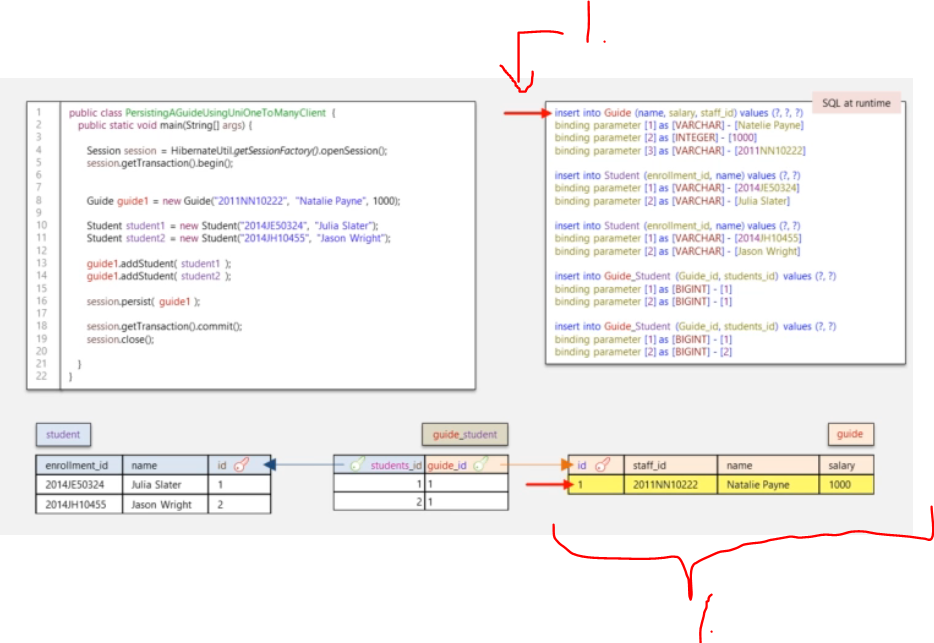 1.
1 public class PersistingAGuideUsingUniOneToManyClient {
2 public static void main(String[] args) {
3
4 Session session = HibernateUtil.getSessionFactory().openSession();
5 session.getTransaction().begin();
6
7
8 Guide guide1 = new Guide("2011NN10222", "Natalie Payne", 1000);
9
10 Student student1 = new Student("2014JE50324", "Julia Slater");
11 Student student2 = new Student("2014JH10455", "Jason Wright");
12
13 guide1.addStudent( student1 );
14 guide1.addStudent( student2 );
15
16 session.persist( guide1 );
17
18 session.getTransaction().commit();
19 session.close();
20
21 }
22 }
SQL at runtime
insert into Guide (name, salary, staff_id) values (?, ?, ?)
binding parameter [1] as [VARCHAR] - [Natelie Payne]
binding parameter [2] as [INTEGER] - [1000]
binding parameter [3] as [VARCHAR] - [2011NN10222]
insert into Student (enrollment_id, name) values (?, ?)
binding parameter [1] as [VARCHAR] - [2014JE50324]
binding parameter [2] as [VARCHAR] - [Julia Slater]
insert into Student (enrollment_id, name) values (?, ?)
binding parameter [1] as [VARCHAR] - [2014JH10455]
binding parameter [2] as [VARCHAR] - [Jason Wright]
insert into Guide_Student (Guide_id, students_id) values (?, ?)
binding parameter [1] as [BIGINT] - [1]
binding parameter [2] as [BIGINT] - [1]
insert into Guide_Student (Guide_id, students_id) values (?, ?)
binding parameter [1] as [BIGINT] - [1]
binding parameter [2] as [BIGINT] - [2]
student
enrollment_id name id
2014JE50324 Julia Slater 1
2014JH10455 Jason Wright 2
guide_student
students_id guide_id
1 1
2 1
guide
id staff_id name salary
1 2011NN10222 Natalie Payne 1000
1.